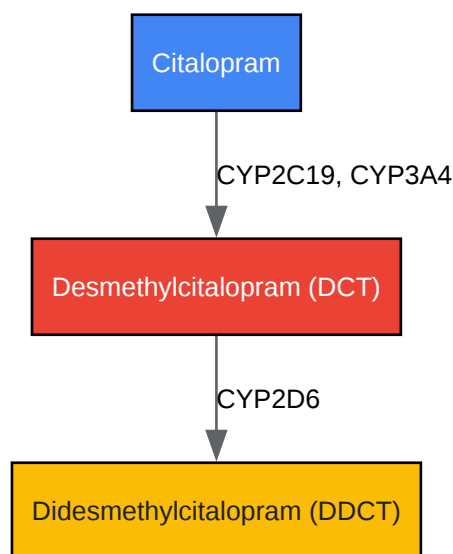 Citalopram
CYP2C19, CYP3A4
Desmethylcitalopram (DCT)
CYP2D6
Didesmethylcitalopram (DDCT)